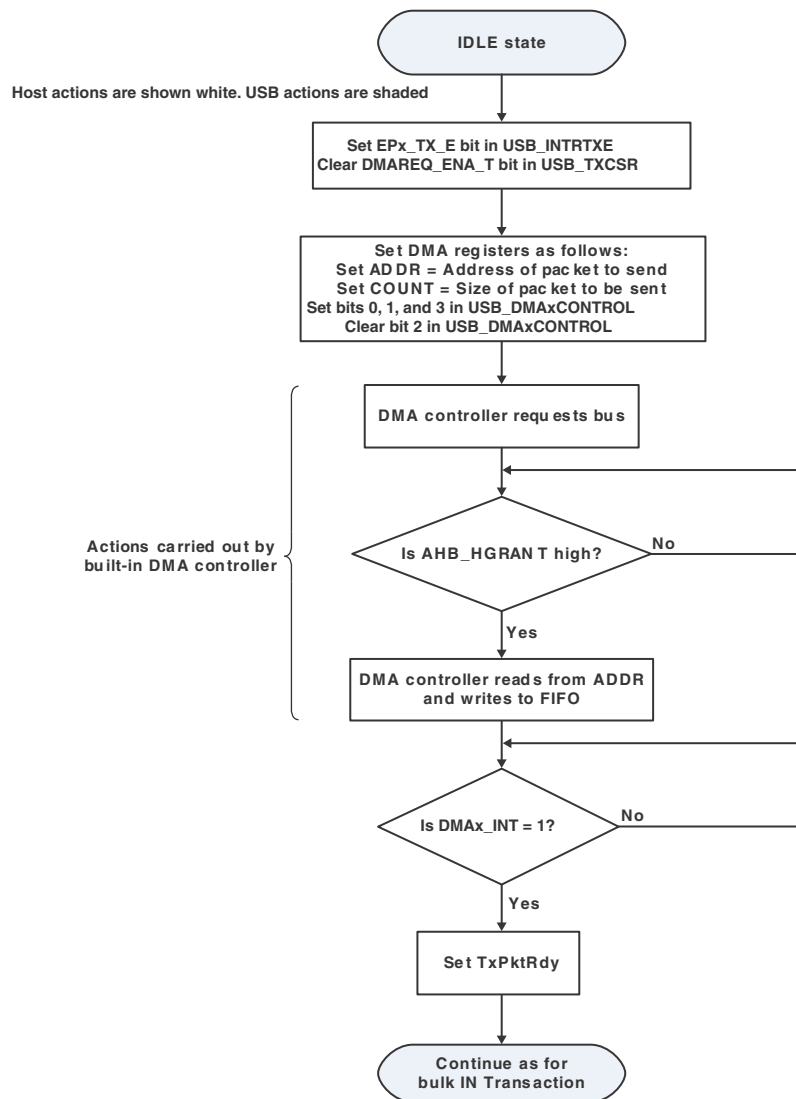 IDLE state
Host actions are shown white. USB actions are shaded
Set EPx_TX_E bit in USB_INTRTXE
Clear DMAREQ_ENA_T bit in USB_TXCSR
Set DMA registers as follows:
Set ADDR = Address of packet to send
Set COUNT = Size of packet to be sent
Set bits 0, 1, and 3 in USB_DMAxCONTROL
Clear bit 2 in USB_DMAxCONTROL
DMA controller requests bus
Is AHB_HGRANT high?
No
Actions carried out by
built-in DMA controller
Yes
DMA controller reads from ADDR
and writes to FIFO
Is DMAx_INT = 1?
No
Yes
Set TxPktRdy
Continue as for
bulk IN Transaction